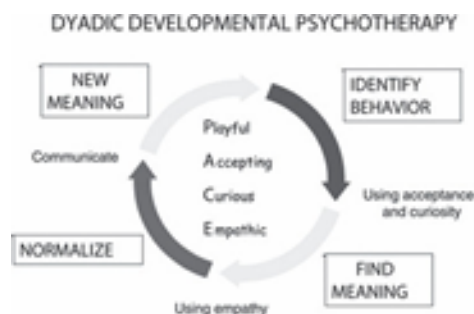 DYADIC DEVELOPMENTAL PSYCHOTHERAPY
NEW
MEANING
IDENTIFY
BEHAVIOR
Playful
Accepting
Curious
Empathic
Communicate
Using acceptance
and curiosity
NORMALIZE
FIND
MEANING
Using empathy